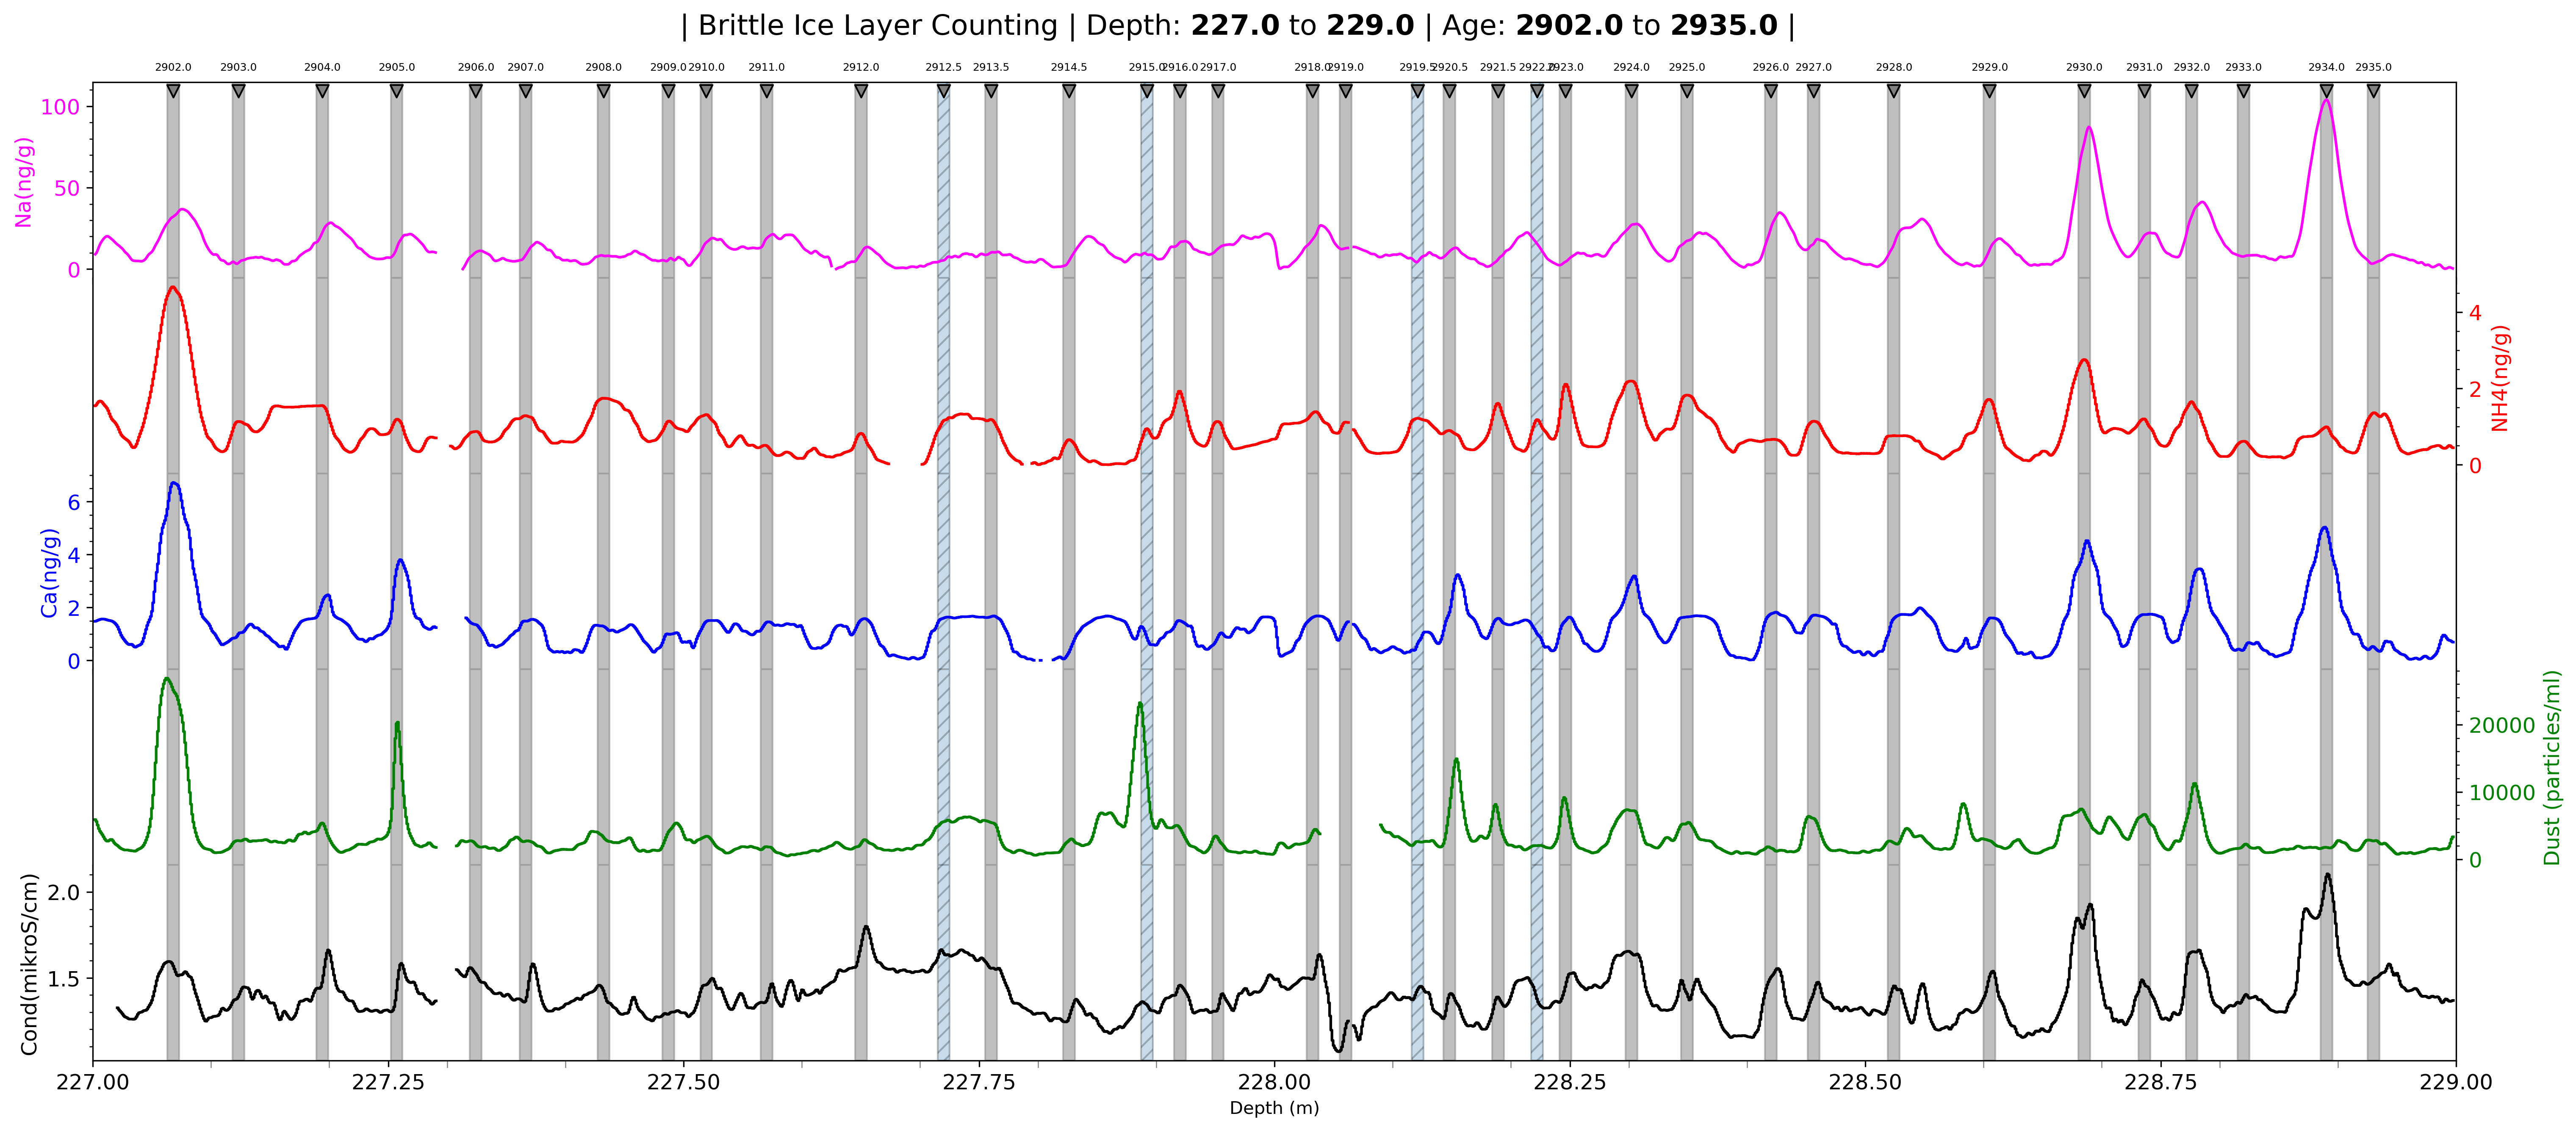 | Brittle Ice Layer Counting | Depth: 227.0 to 229.0 | Age: 2902.0 to 2935.0 |
2902.0 2903.0 2904.0 2905.0 2906.0 2907.0 2908.0 2909.0 2910.0 2911.0 2912.0 2912.5 2913.5 2914.5 2915.0 2916.0 2917.0 2918.0 2919.0 2919.5 2920.5 2921.5 2922.0 2923.0 2924.0 2925.0 2926.0 2927.0 2928.0 2929.0 2930.0 2931.0 2932.0 2933.0 2934.0 2935.0
Na(ng/g)
100
50
0
NH4(ng/g)
4
2
0
Ca(ng/g)
6
4
2
0
Dust (particles/ml)
20000
10000
0
Cond(mikroS/cm)
2.0
1.5
227.00 227.25 227.50 227.75 228.00 228.25 228.50 228.75 229.00
Depth (m)